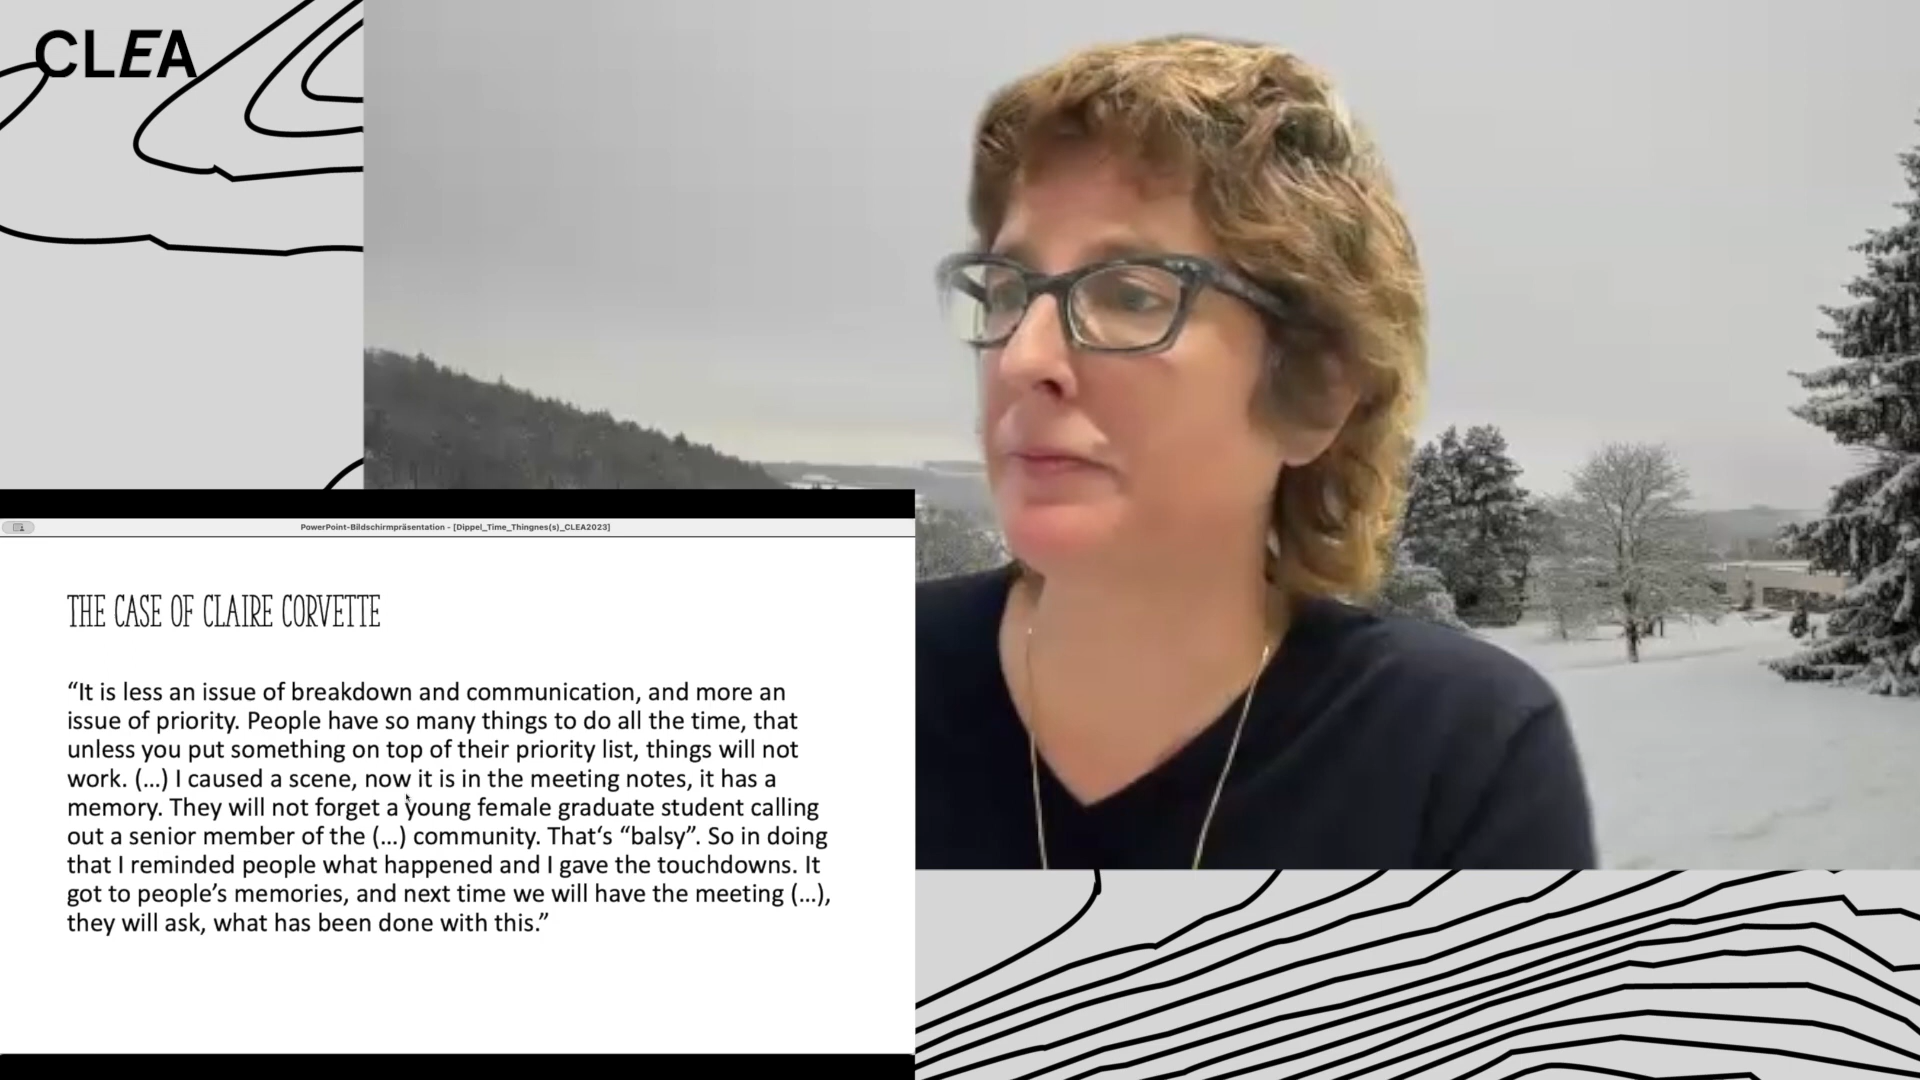 CLEA
PowerPoint-Bildschirmpräsentation - [Dippel_Time_Thingnes(s)_CLEA2023]
THE CASE OF CLAIRE CORVETTE
“It is less an issue of breakdown and communication, and more an
issue of priority. People have so many things to do all the time, that
unless you put something on top of their priority list, things will not
work. (…) I caused a scene, now it is in the meeting notes, it has a
memory. They will not forget a young female graduate student calling
out a senior member of the (…) community. That‘s “balsy”. So in doing
that I reminded people what happened and I gave the touchdowns. It
got to people’s memories, and next time we will have the meeting (…),
they will ask, what has been done with this.”